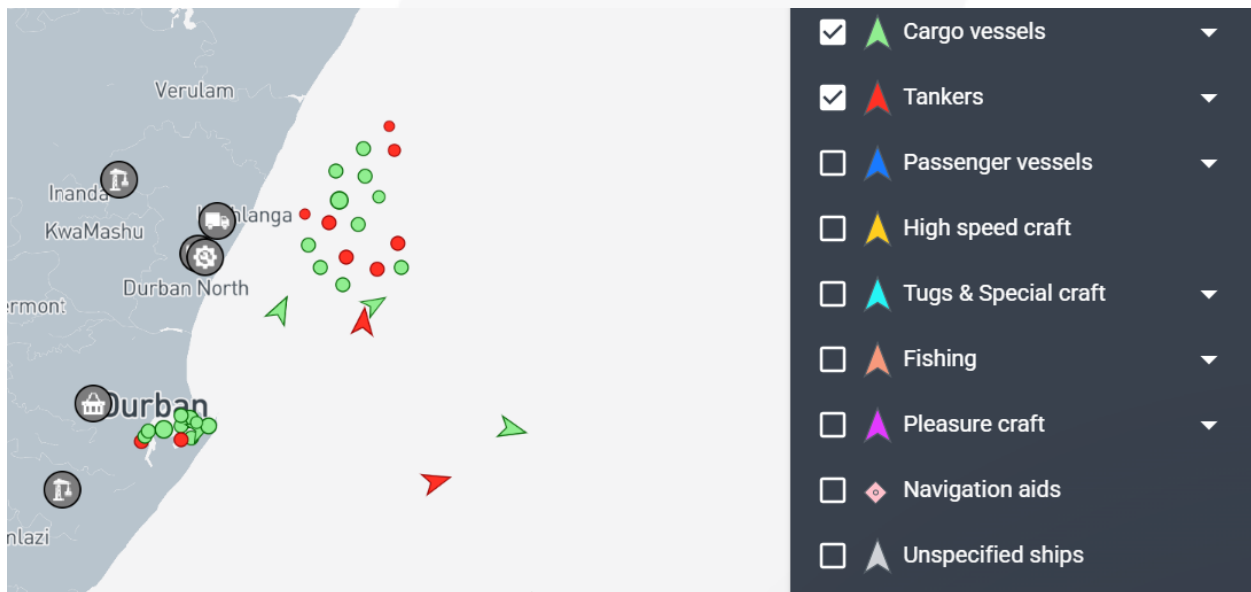 Verulam
Inanda
hlanga
KwaMashu
Durban North
ermont
Durban
nlazi
Cargo vessels
Tankers
Passenger vessels
High speed craft
Tugs & Special craft
Fishing
Pleasure craft
Navigation aids
Unspecified ships